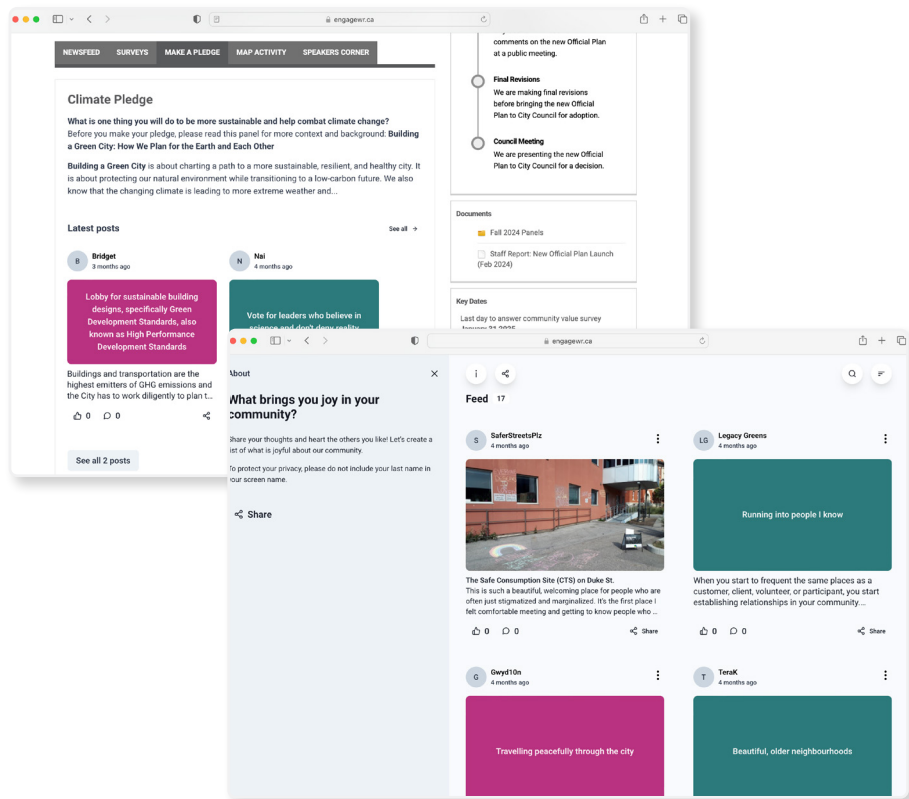 engagewr.ca
NEWSFEED SURVEYS MAKE A PLEDGE MAP ACTIVITY SPEAKERS CORNER
Climate Pledge
What is one thing you will do to be more sustainable and help combat climate change?
Before you make your pledge, please read this panel for more context and background: Building
a Green City: How We Plan for the Earth and Each Other
Building a Green City is about charting a path to a more sustainable, resilient, and healthy city. It
is about protecting our natural environment while transitioning to a low-carbon future. We also
know that the changing climate is leading to more extreme weather and...
Latest posts
See all →
B
Bridget
3 months ago
Lobby for sustainable building
designs, specifically Green
Development Standards, also
known as High Performance
Development Standards
Buildings and transportation are the
highest emitters of GHG emissions and
the City has to work diligently to plan t...
0 0
N
Nai
4 months ago
Vote for leaders who believe in
science and don't deny reality
See all 2 posts
comments on the new Official Plan
at a public meeting.
Final Revisions
We are making final revisions
before bringing the new Official
Plan to City Council for adoption.
Council Meeting
We are presenting the new Official
Plan to City Council for a decision.
Documents
Fall 2024 Panels
Staff Report: New Official Plan Launch
(Feb 2024)
Key Dates
Last day to answer community value survey
January 31 2025
engagewr.ca
About
What brings you joy in your
community?
Share your thoughts and heart the others you like! Let's create a
list of what is joyful about our community.
To protect your privacy, please do not include your last name in
your screen name.
Share
Feed 17
S
SaferStreetsPlz
4 months ago
The Safe Consumption Site (CTS) on Duke St.
This is such a beautiful, welcoming place for people who are
often just stigmatized and marginalized. It's the first place I
felt comfortable meeting and getting to know people who ...
0 0 Share
LG
Legacy Greens
4 months ago
Running into people I know
When you start to frequent the same places as a
customer, client, volunteer, or participant, you start
establishing relationships in your community....
0 0 Share
G
Gwyd10n
4 months ago
Travelling peacefully through the city
T
TeraK
4 months ago
Beautiful, older neighbourhoods